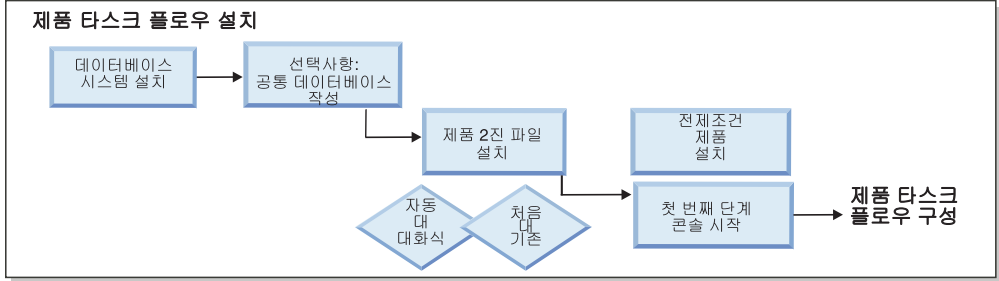 제품 타스크 플로우 설치
데이터베이스
시스템 설치
선택사항:
공통 데이터베이스
작성
제품 2진 파일
설치
전제조건
제품
설치
자동
대
대화식
처음
대
기존
첫 번째 단계
콘솔 시작
제품 타스크
플로우 구성